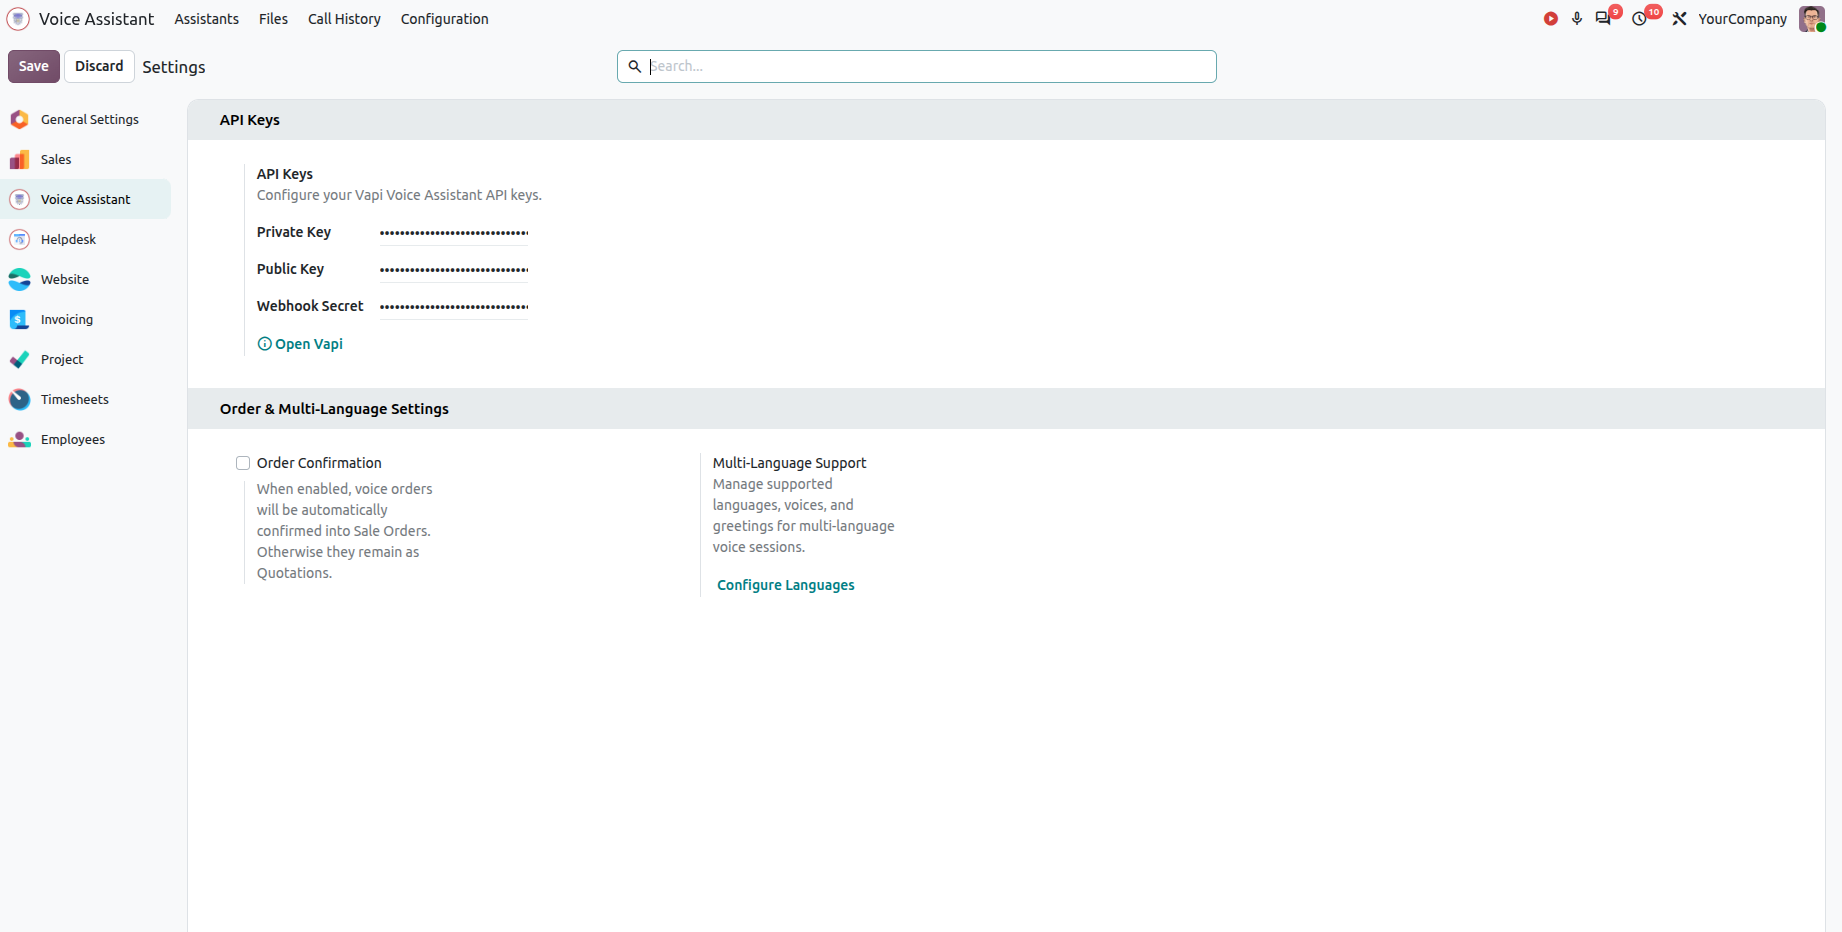 Voice Assistant Assistants Files Call History Configuration 9 10 YourCompany
Save Discard Settings Search...
General Settings
Sales
Voice Assistant
Helpdesk
Website
Invoicing
Project
Timesheets
Employees
API Keys
API Keys
Configure your Vapi Voice Assistant API keys.
Private Key ••••••••••••••••••••••••••••••
Public Key ••••••••••••••••••••••••••••••
Webhook Secret ••••••••••••••••••••••••••••••
Open Vapi
Order & Multi-Language Settings
Order Confirmation
When enabled, voice orders
will be automatically
confirmed into Sale Orders.
Otherwise they remain as
Quotations.
Multi-Language Support
Manage supported
languages, voices, and
greetings for multi-language
voice sessions.
Configure Languages